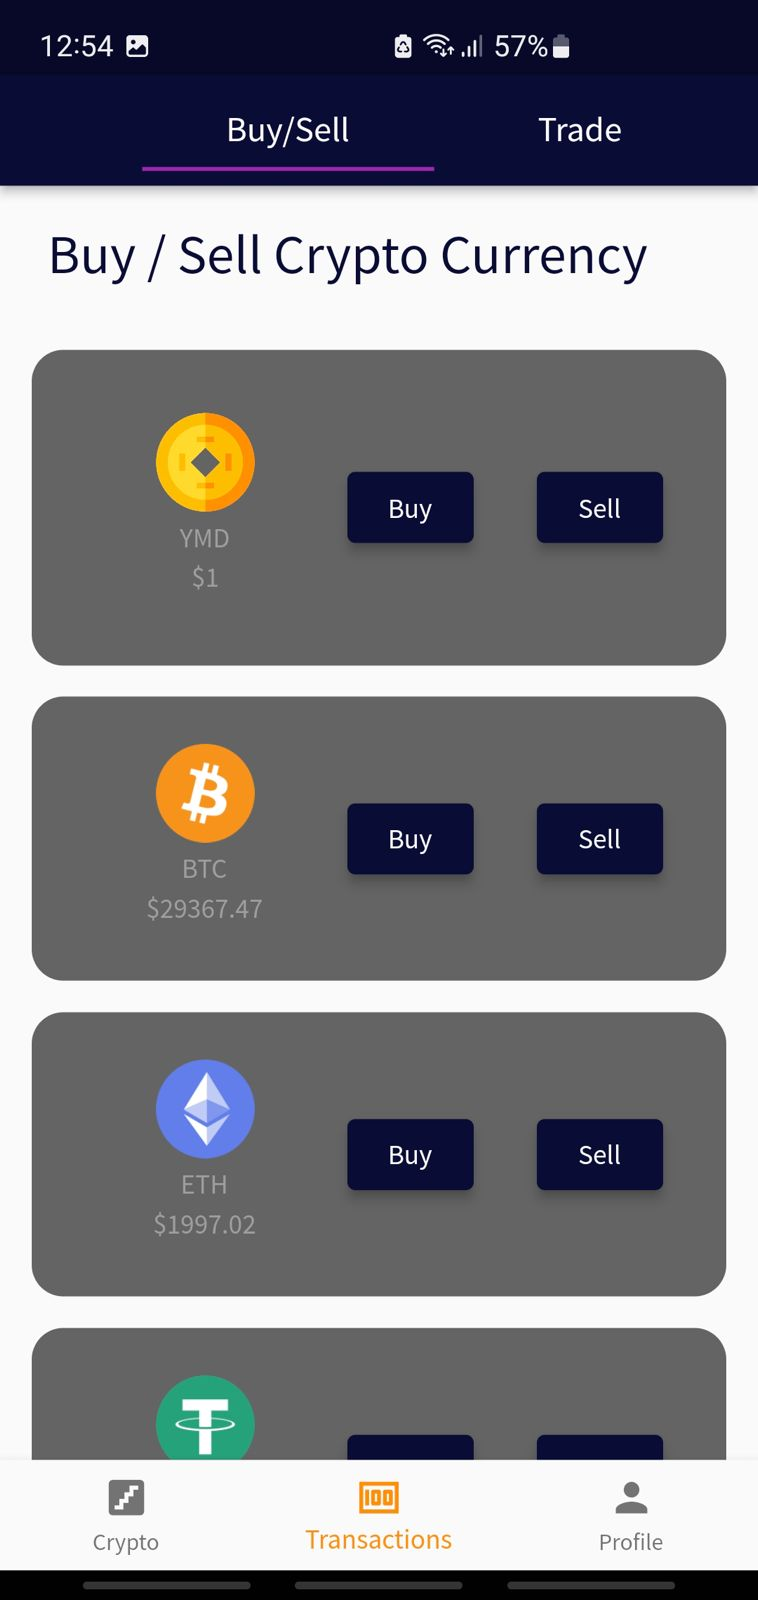 12:54 57%
Buy/Sell Trade
Buy / Sell Crypto Currency
YMD
$1
Buy Sell
BTC
$29367.47
Buy Sell
ETH
$1997.02
Buy Sell
100
Crypto Transactions Profile